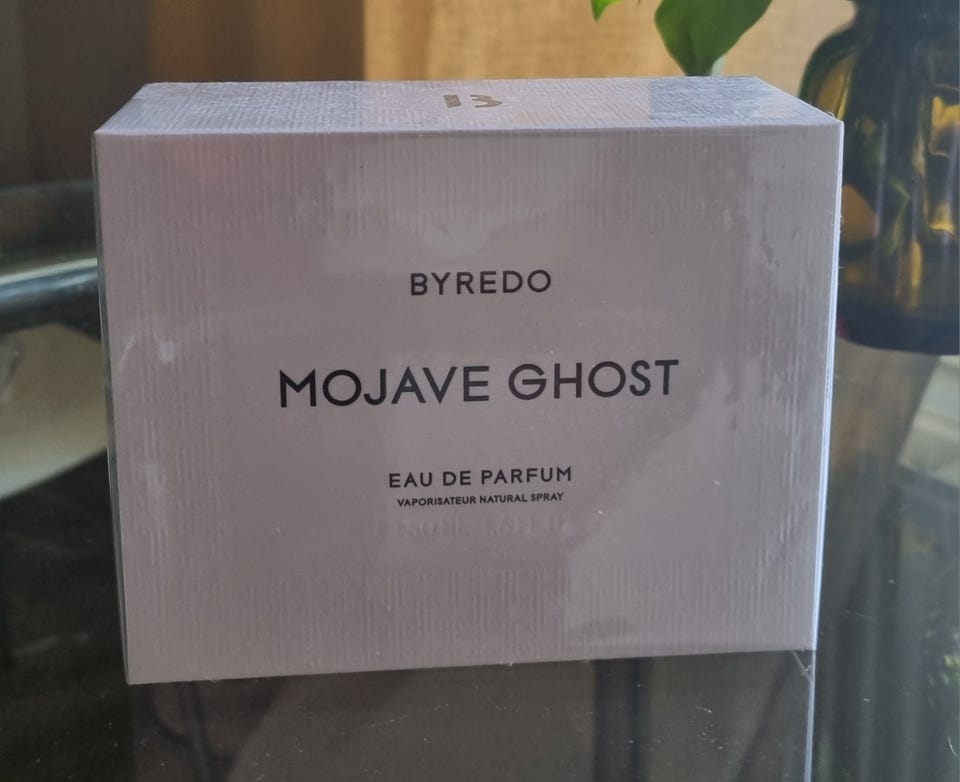 BYREDO
MOJAVE GHOST
EAU DE PARFUM
VAPORISATEUR NATURAL SPRAY